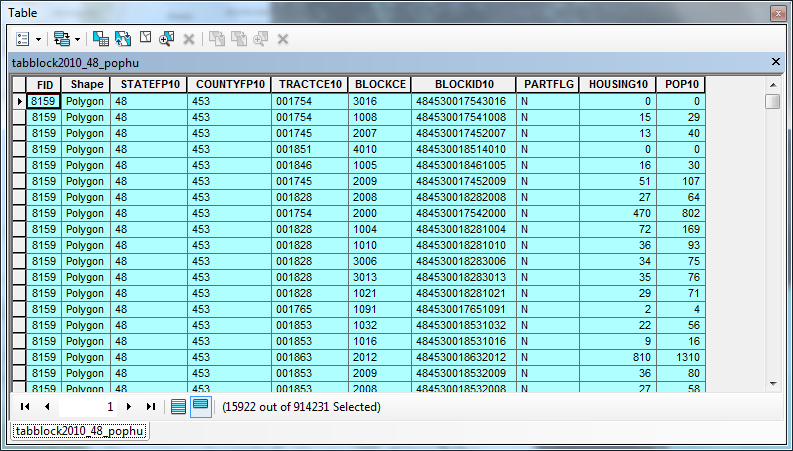 Table
tabblock2010_48_pophu
FID Shape STATEFP10 COUNTYFP10 TRACTCE10 BLOCKCE BLOCKID10 PARTFLG HOUSING10 POP10
8159 Polygon 48 453 001754 3016 484530017543016 N 0 0
8159 Polygon 48 453 001754 1008 484530017541008 N 15 29
8159 Polygon 48 453 001745 2007 484530017452007 N 13 40
8159 Polygon 48 453 001851 4010 484530018514010 N 0 0
8159 Polygon 48 453 001846 1005 484530018461005 N 16 30
8159 Polygon 48 453 001745 2009 484530017452009 N 51 107
8159 Polygon 48 453 001828 2008 484530018282008 N 27 64
8159 Polygon 48 453 001754 2000 484530017542000 N 470 802
8159 Polygon 48 453 001828 1004 484530018281004 N 72 169
8159 Polygon 48 453 001828 1010 484530018281010 N 36 93
8159 Polygon 48 453 001828 3006 484530018283006 N 34 75
8159 Polygon 48 453 001828 3013 484530018283013 N 35 76
8159 Polygon 48 453 001828 1021 484530018281021 N 29 71
8159 Polygon 48 453 001765 1091 484530017651091 N 2 4
8159 Polygon 48 453 001853 1032 484530018531032 N 22 56
8159 Polygon 48 453 001853 1016 484530018531016 N 9 16
8159 Polygon 48 453 001863 2012 484530018632012 N 810 1310
8159 Polygon 48 453 001853 2009 484530018532009 N 36 80
8159 Polygon 48 453 001853 2008 484530018532008 N 27 58
1 (15922 out of 914231 Selected)
tabblock2010_48_pophu